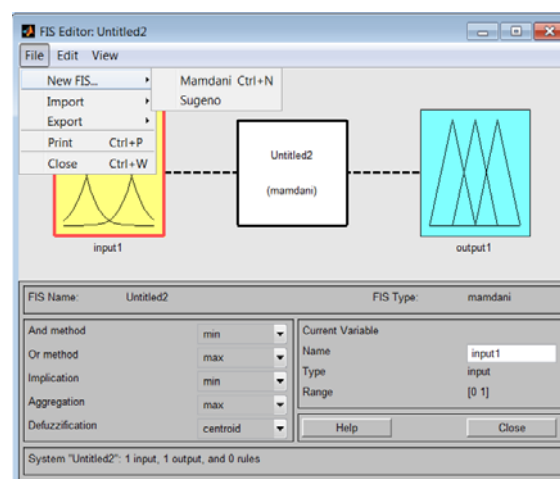 FIS Editor: Untitled2
File Edit View
New FIS...
Import
Export
Print Ctrl+P
Close Ctrl+W
Mamdani Ctrl+N
Sugeno
Untitled2
(mamdani)
input1
output1
FIS Name: Untitled2 FIS Type: mamdani
And method min
Or method max
Implication min
Aggregation max
Defuzzification centroid
Current Variable
Name input1
Type input
Range [0 1]
Help Close
System "Untitled2": 1 input, 1 output, and 0 rules